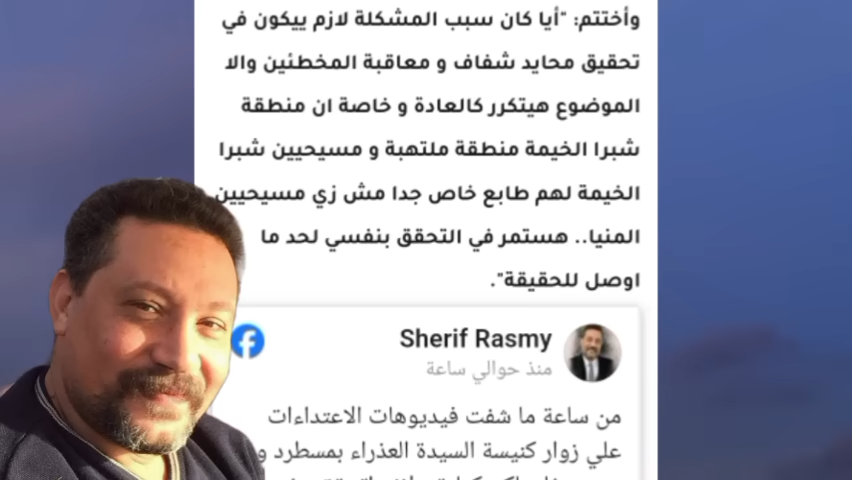 وأختتم: "أيا كان سبب المشكلة لازم ييكون في
تحقيق محايد شفاف و معاقبة المخطئين والا
الموضوع هيتكرر كالعادة و خاصة ان منطقة
شبرا الخيمة منطقة ملتهبة و مسيحيين شبرا
الخيمة لهم طابع خاص جدا مش زي مسيحيين
المنيا.. هستمر في التحقق بنفسي لحد ما
اوصل للحقيقة".
Sherif Rasmy
منذ حوالي ساعة
من ساعة ما شفت فيديوهات الاعتداءات
علي زوار كنيسة السيدة العذراء بمسطرد و